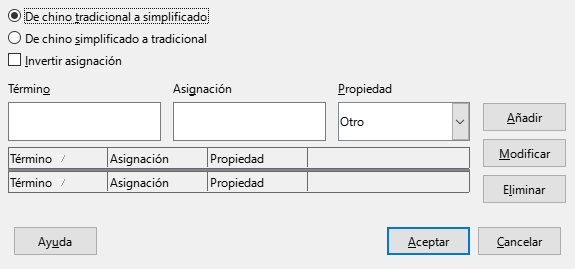 De chino tradicional a simplificado
De chino simplificado a tradicional
Invertir asignación
Término Asignación Propiedad
Otro
Añadir
Término / Asignación Propiedad
Modificar
Término / Asignación Propiedad
Eliminar
Ayuda Aceptar Cancelar